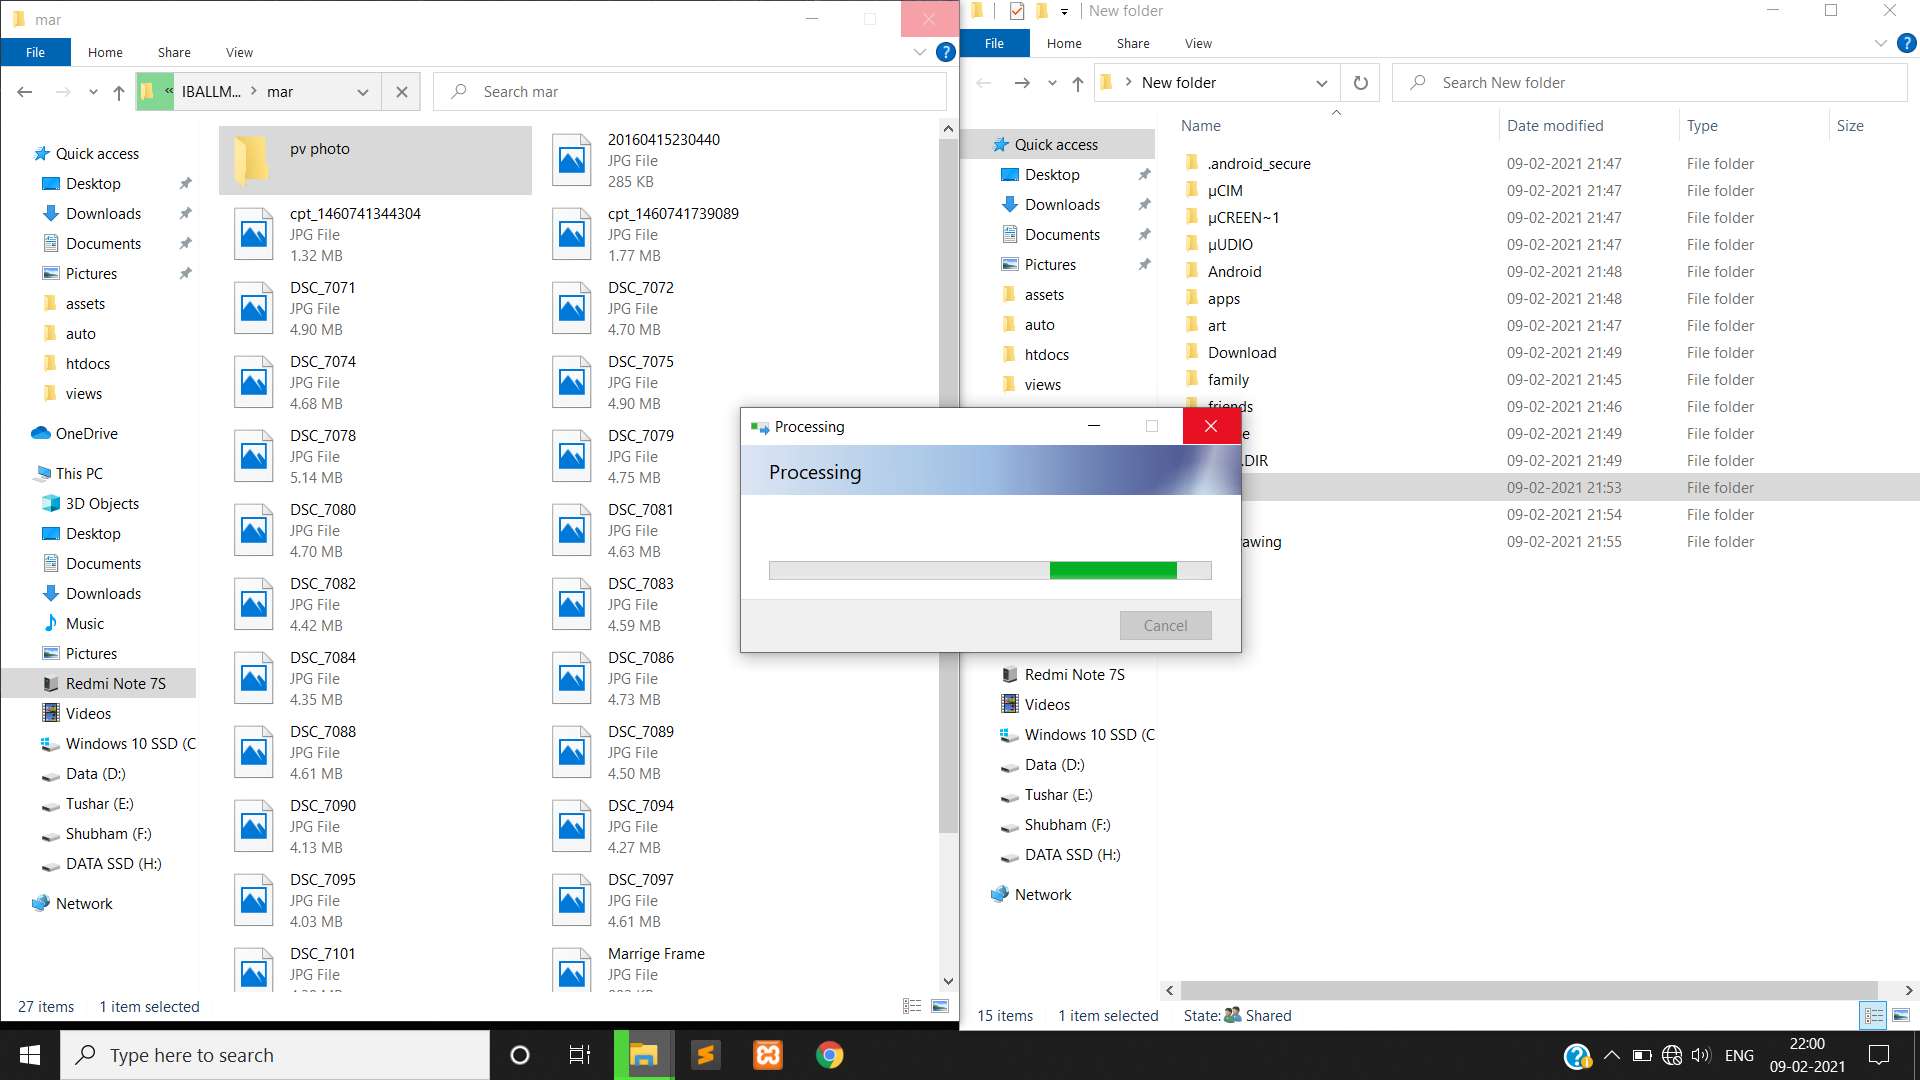 mar
File Home Share View
« IBALLM... > mar
Search mar
Quick access
Desktop
Downloads
Documents
Pictures
assets
auto
htdocs
views
OneDrive
This PC
3D Objects
Desktop
Documents
Downloads
Music
Pictures
Redmi Note 7S
Videos
Windows 10 SSD (C
Data (D:)
Tushar (E:)
Shubham (F:)
DATA SSD (H:)
Network
pv photo
20160415230440
JPG File
285 KB
cpt_1460741344304
JPG File
1.32 MB
cpt_1460741739089
JPG File
1.77 MB
DSC_7071
JPG File
4.90 MB
DSC_7072
JPG File
4.70 MB
DSC_7074
JPG File
4.68 MB
DSC_7075
JPG File
4.90 MB
DSC_7078
JPG File
5.14 MB
DSC_7079
JPG File
4.75 MB
DSC_7080
JPG File
4.70 MB
DSC_7081
JPG File
4.63 MB
DSC_7082
JPG File
4.42 MB
DSC_7083
JPG File
4.59 MB
DSC_7084
JPG File
4.35 MB
DSC_7086
JPG File
4.73 MB
DSC_7088
JPG File
4.61 MB
DSC_7089
JPG File
4.50 MB
DSC_7090
JPG File
4.13 MB
DSC_7094
JPG File
4.27 MB
DSC_7095
JPG File
4.03 MB
DSC_7097
JPG File
4.61 MB
DSC_7101
JPG File
Marrige Frame
JPG File
27 items 1 item selected
New folder
File Home Share View
> New folder
Search New folder
Quick access
Desktop
Downloads
Documents
Pictures
assets
auto
htdocs
views
Redmi Note 7S
Videos
Windows 10 SSD (C
Data (D:)
Tushar (E:)
Shubham (F:)
DATA SSD (H:)
Network
Name Date modified Type Size
.android_secure 09-02-2021 21:47 File folder
µCIM 09-02-2021 21:47 File folder
µCREEN~1 09-02-2021 21:47 File folder
µUDIO 09-02-2021 21:47 File folder
Android 09-02-2021 21:48 File folder
apps 09-02-2021 21:48 File folder
art 09-02-2021 21:47 File folder
Download 09-02-2021 21:49 File folder
family 09-02-2021 21:45 File folder
friends 09-02-2021 21:46 File folder
e 09-02-2021 21:49 File folder
.DIR 09-02-2021 21:49 File folder
09-02-2021 21:53 File folder
09-02-2021 21:54 File folder
awing 09-02-2021 21:55 File folder
15 items 1 item selected State: Shared
Processing
Processing
Cancel
Type here to search
ENG
22:00
09-02-2021